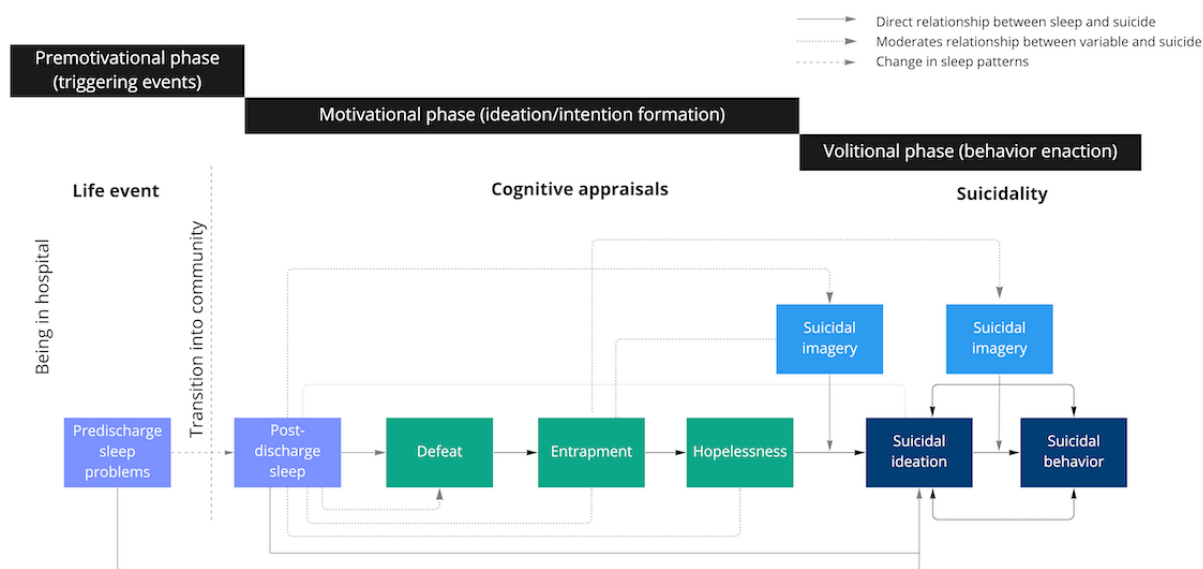 Direct relationship between sleep and suicide
Moderates relationship between variable and suicide
Change in sleep patterns
Premotivational phase
(triggering events)
Motivational phase (ideation/intention formation)
Volitional phase (behavior enaction)
Life event
Cognitive appraisals
Suicidality
Being in hospital
Transition into community
Suicidal
imagery
Suicidal
imagery
Predischarge
sleep
problems
Post-
discharge
sleep
Defeat
Entrapment
Hopelessness
Suicidal
ideation
Suicidal
behavior